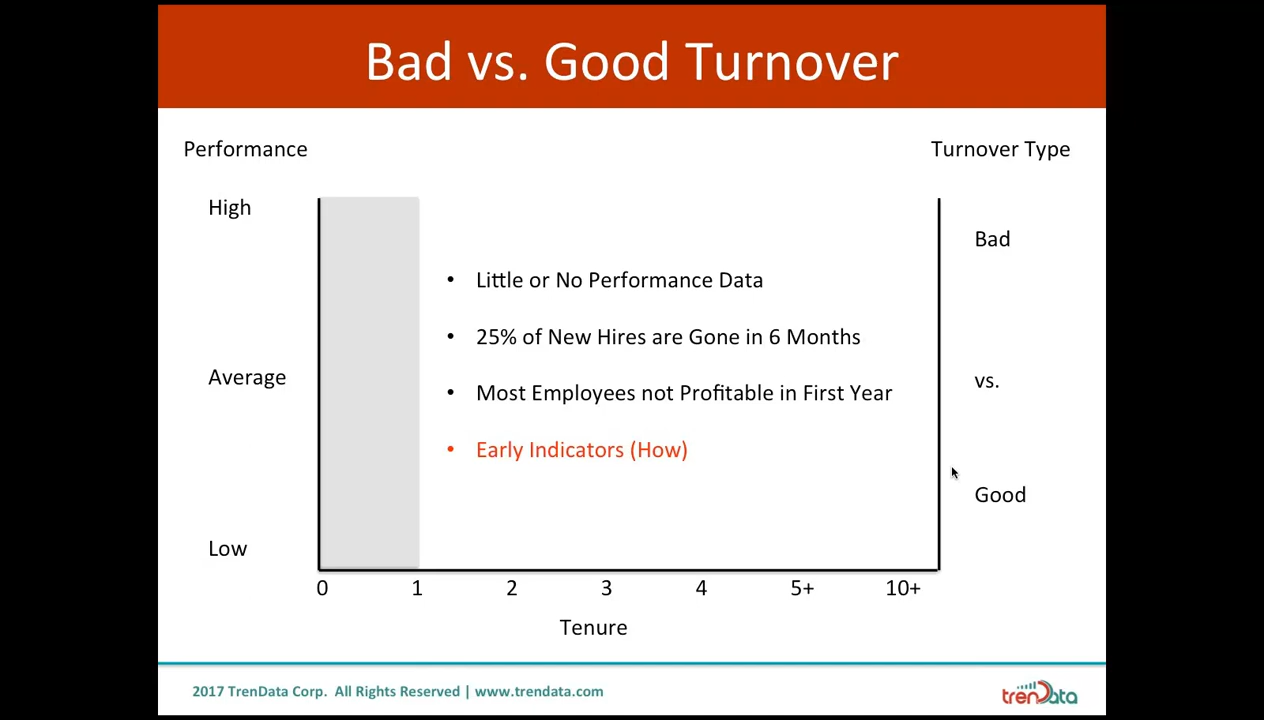 Bad vs. Good Turnover
Performance
Turnover Type
High
Bad
• Little or No Performance Data
• 25% of New Hires are Gone in 6 Months
Average
vs.
• Most Employees not Profitable in First Year
• Early Indicators (How)
Good
Low
0 1 2 3 4 5+ 10+
Tenure
2017 TrenData Corp. All Rights Reserved | www.trendata.com
trenData